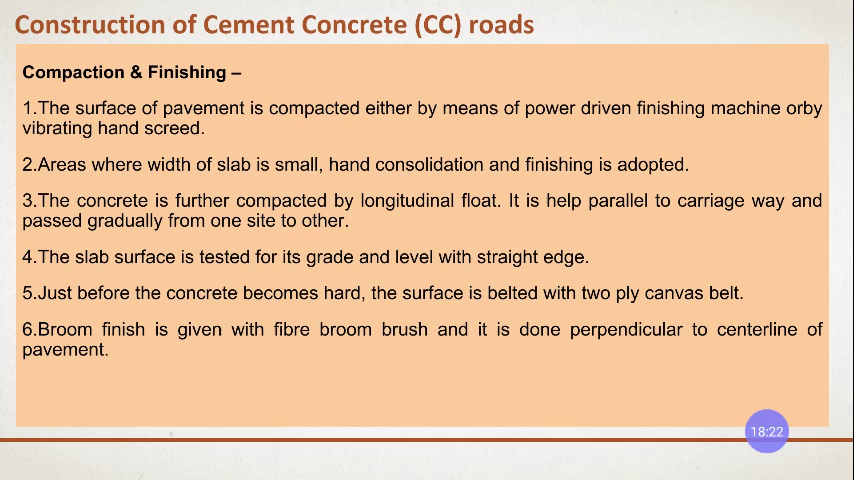 Construction of Cement Concrete (CC) roads
Compaction & Finishing –
1.The surface of pavement is compacted either by means of power driven finishing machine orby
vibrating hand screed.
2.Areas where width of slab is small, hand consolidation and finishing is adopted.
3.The concrete is further compacted by longitudinal float. It is help parallel to carriage way and
passed gradually from one site to other.
4.The slab surface is tested for its grade and level with straight edge.
5.Just before the concrete becomes hard, the surface is belted with two ply canvas belt.
6.Broom finish is given with fibre broom brush and it is done perpendicular to centerline of
pavement.
18:22